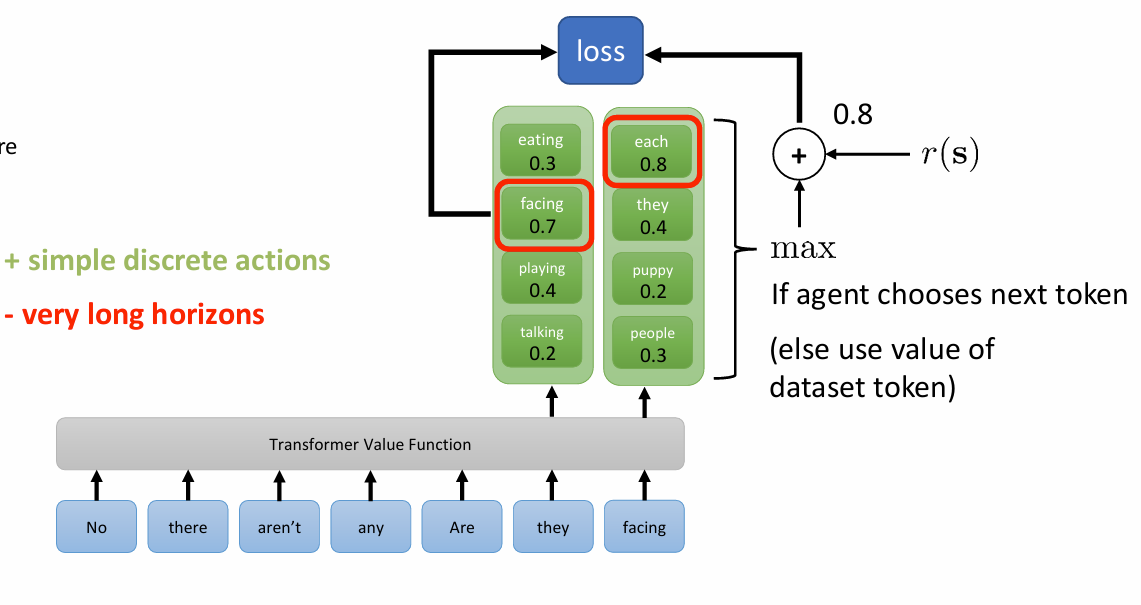 loss
0.8
re
eating
0.3
each
0.8
+
r(s)
facing
0.7
they
0.4
max
+ simple discrete actions
playing
0.4
puppy
0.2
If agent chooses next token
- very long horizons
talking
0.2
people
0.3
(else use value of
dataset token)
Transformer Value Function
No
there
aren't
any
Are
they
facing